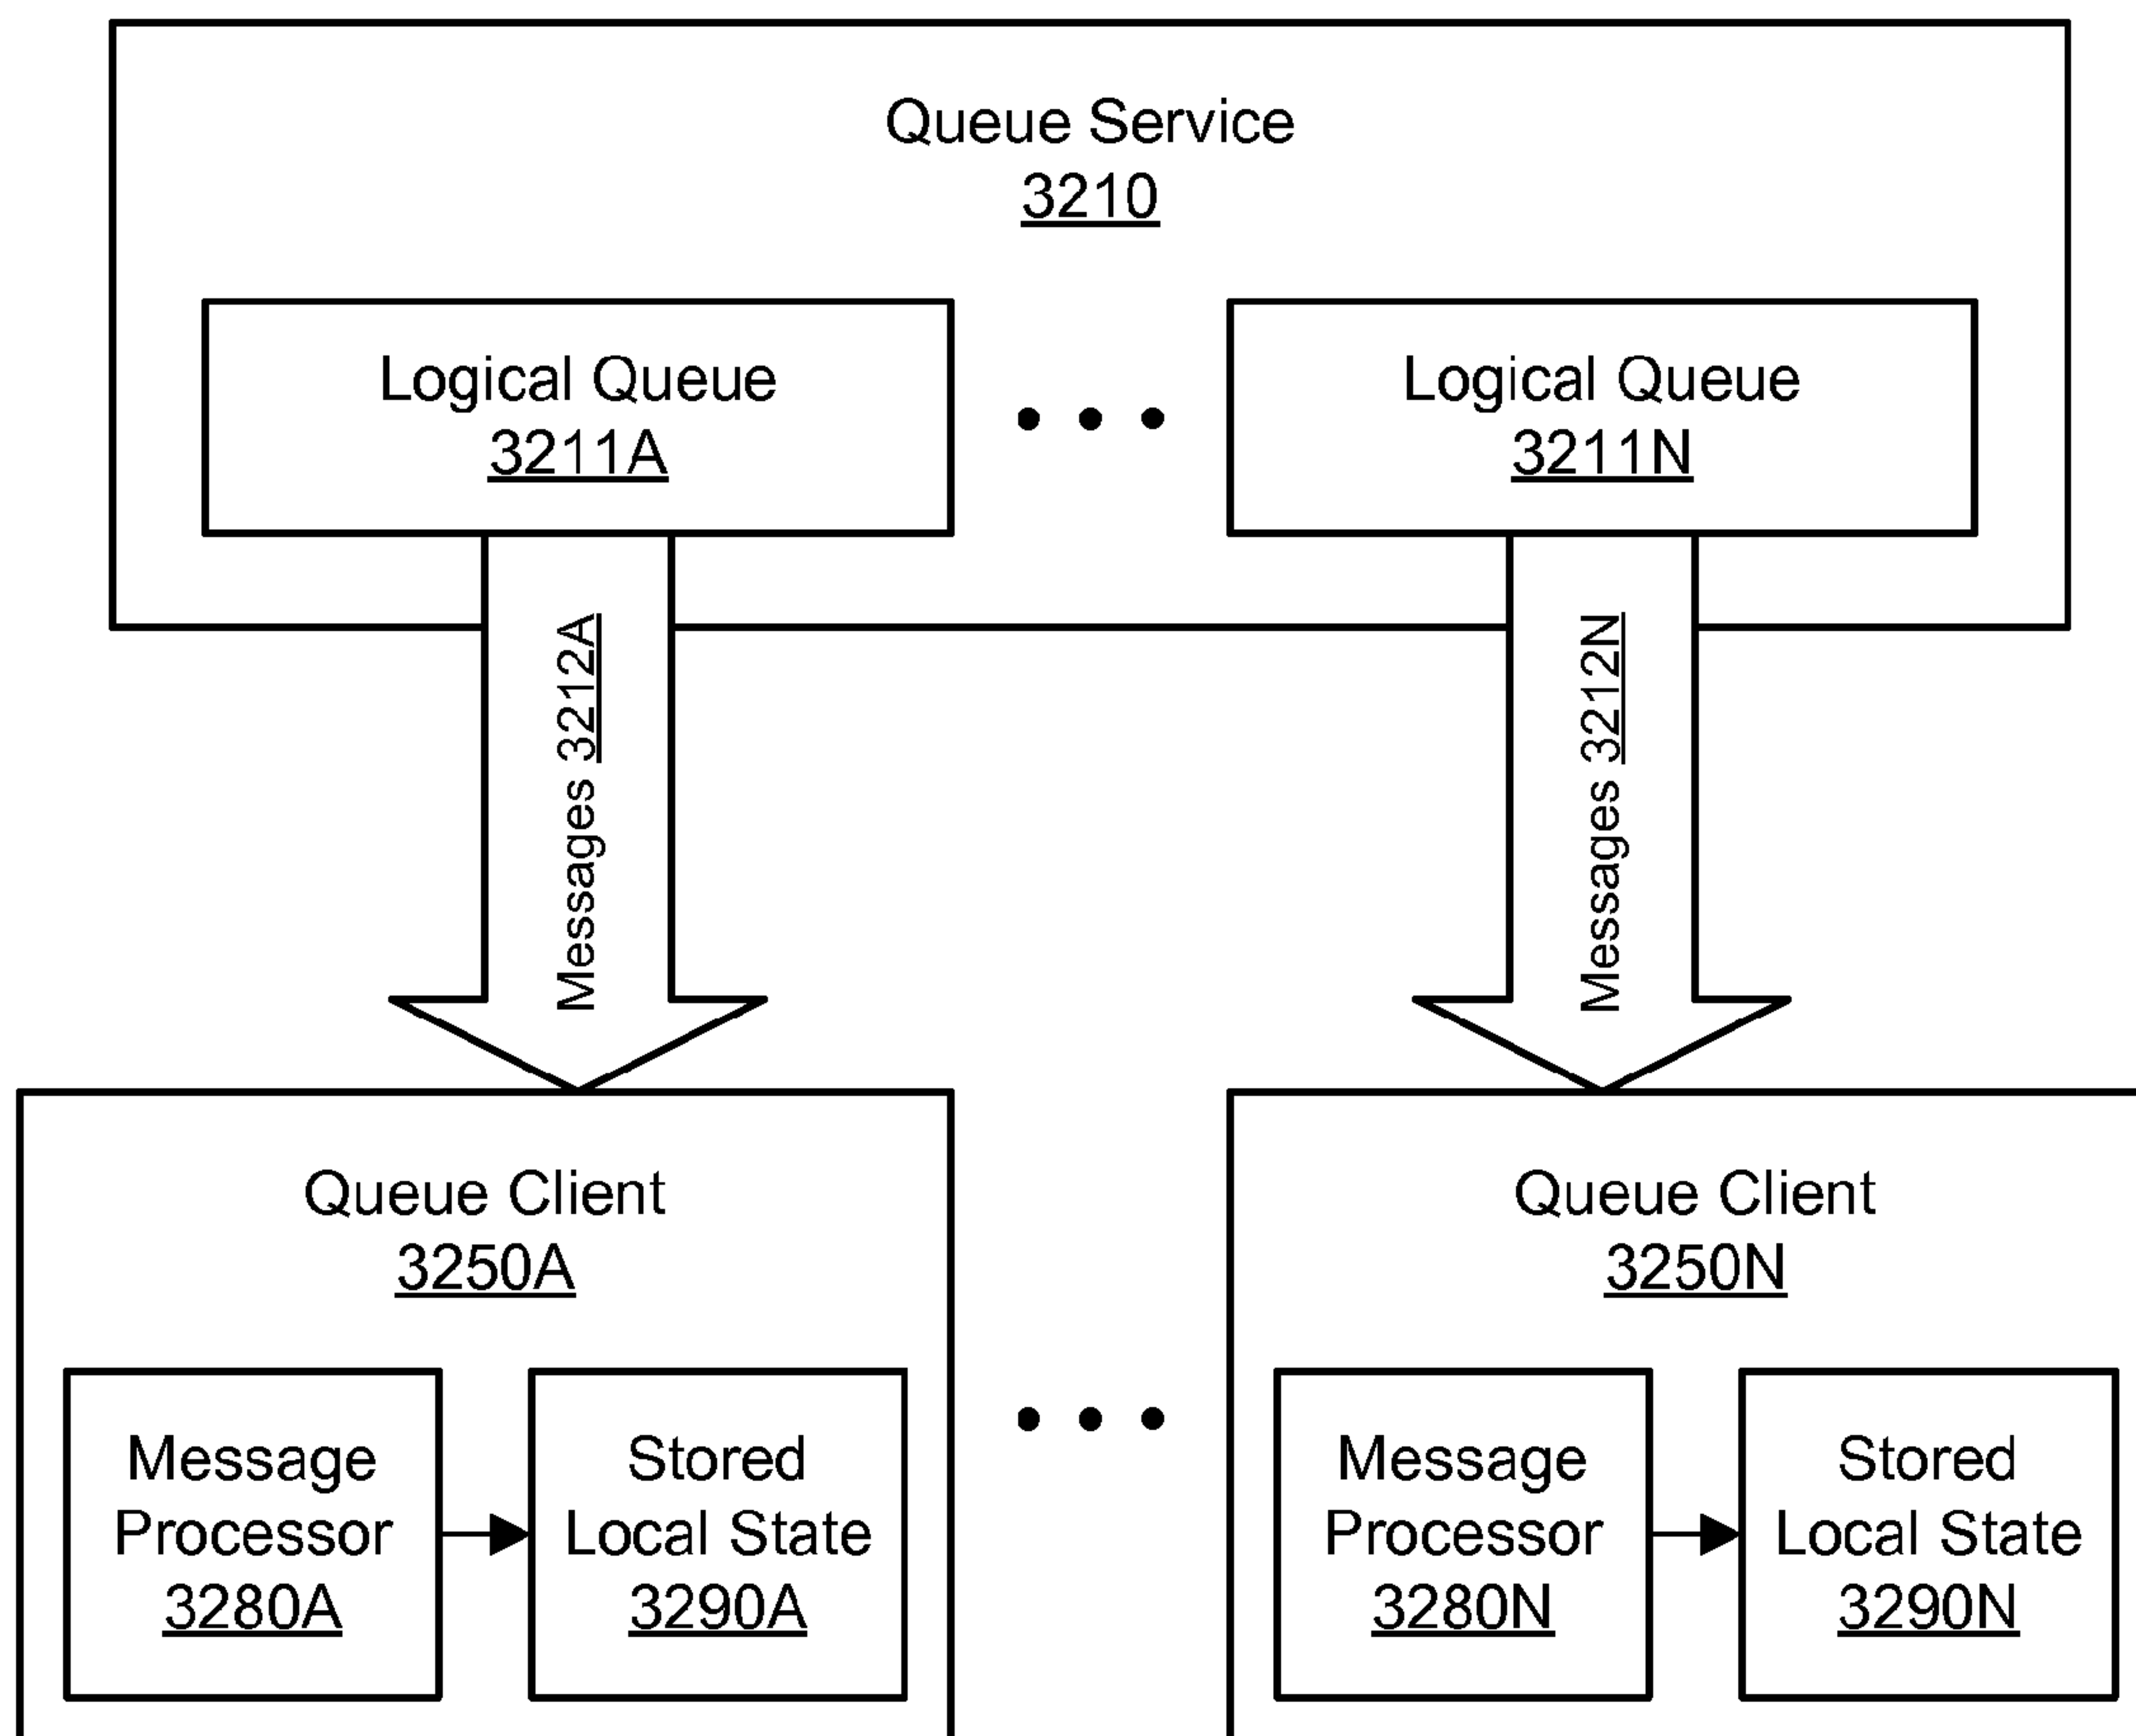 Queue Service
3210
Logical Queue
3211A
Logical Queue
3211N
Messages 3212A
Messages 3212N
Queue Client
3250A
Queue Client
3250N
Message
Processor
3280A
Stored
Local State
3290A
Message
Processor
3280N
Stored
Local State
3290N